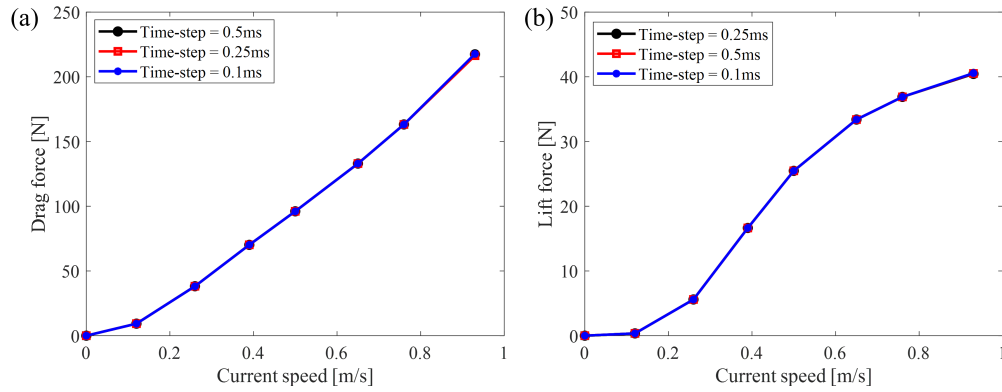 (a)
250
200
150
100
50
0
Drag force [N]
Time-step = 0.5ms
Time-step = 0.25ms
Time-step = 0.1ms
0 0.2 0.4 0.6 0.8 1
Current speed [m/s]
(b)
50
40
30
20
10
0
Lift force [N]
Time-step = 0.25ms
Time-step = 0.5ms
Time-step = 0.1ms
0 0.2 0.4 0.6 0.8 1
Current speed [m/s]